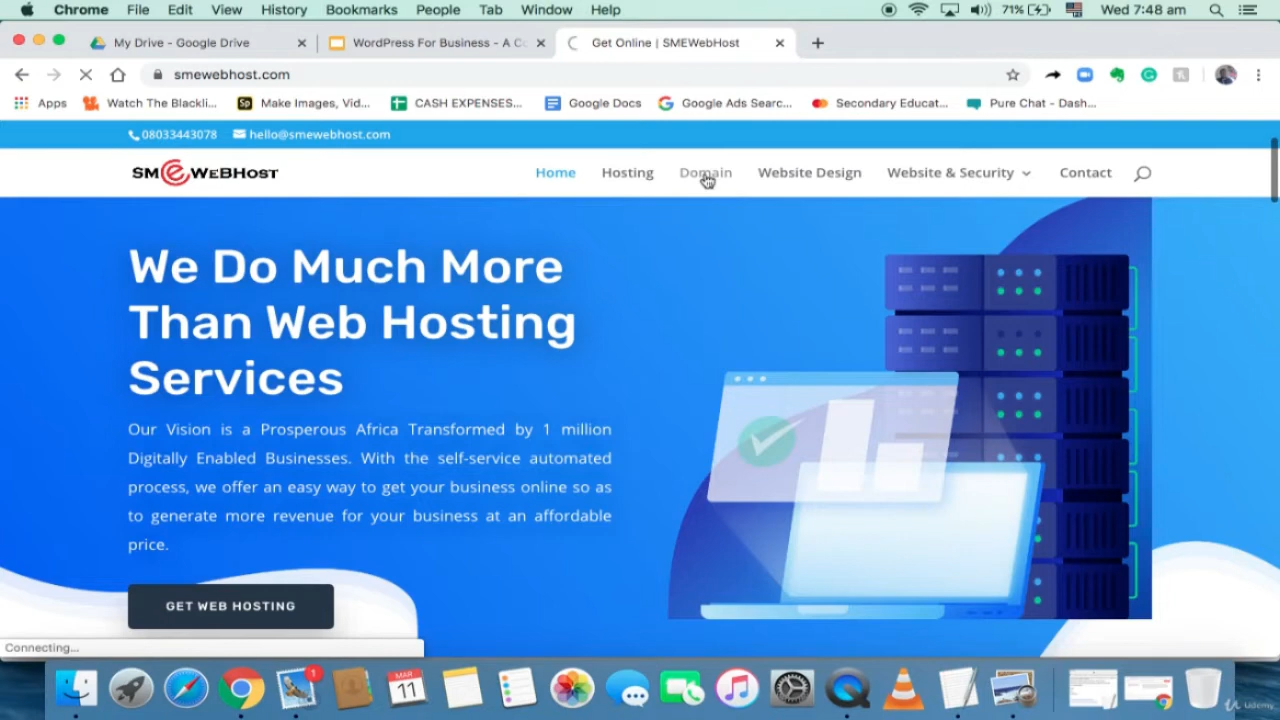 Chrome File Edit View History Bookmarks People Tab Window Help 71% Wed 7:48 am
My Drive - Google Drive WordPress For Business - A Co Get Online | SMEWebHost
smewebhost.com
Apps Watch The Blackli... Make Images, Vid... CASH EXPENSES... Google Docs Google Ads Searc... Secondary Educat... Pure Chat - Dash...
08033443078 hello@smewebhost.com
SMeWeBHoST Home Hosting Domain Website Design Website & Security Contact
We Do Much More
Than Web Hosting
Services
Our Vision is a Prosperous Africa Transformed by 1 million
Digitally Enabled Businesses. With the self-service automated
process, we offer an easy way to get your business online so as
to generate more revenue for your business at an affordable
price.
GET WEB HOSTING
Connecting...
1
MAR
11
Udemy